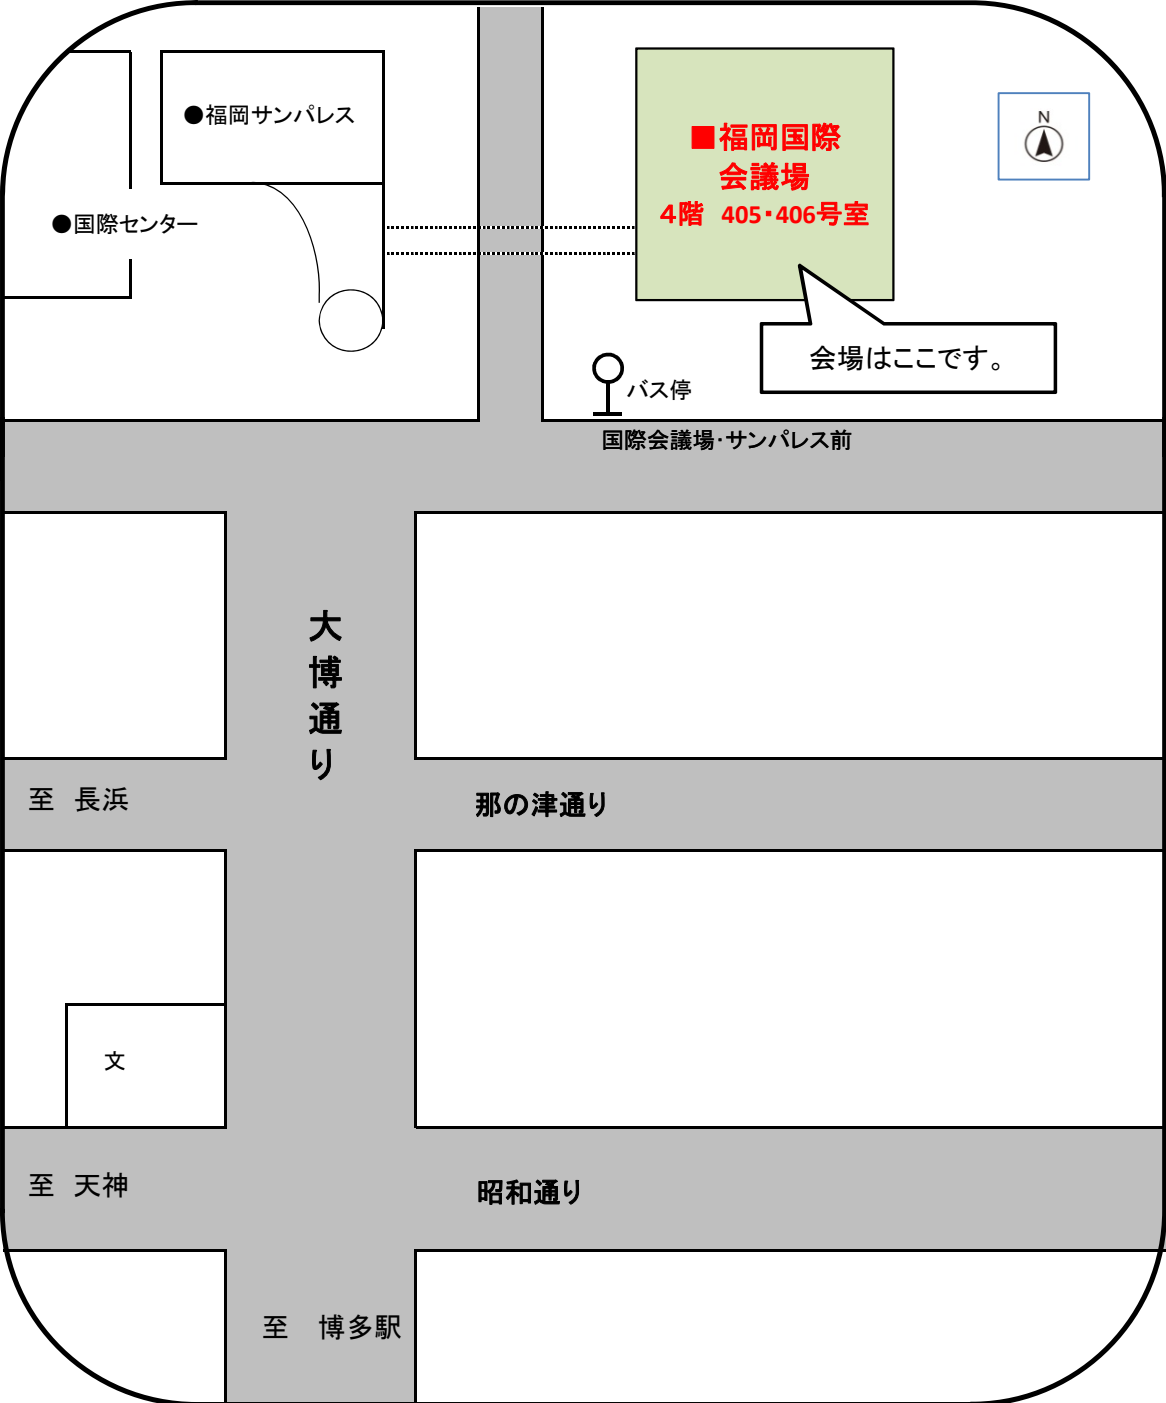 ●福岡サンパレス
■福岡国際
会議場
４階　405・406号室
N
●国際センター
会場はここです。
バス停
国際会議場・サンパレス前
大博通り
至　長浜
那の津通り
文
至　天神
昭和通り
至　博多駅